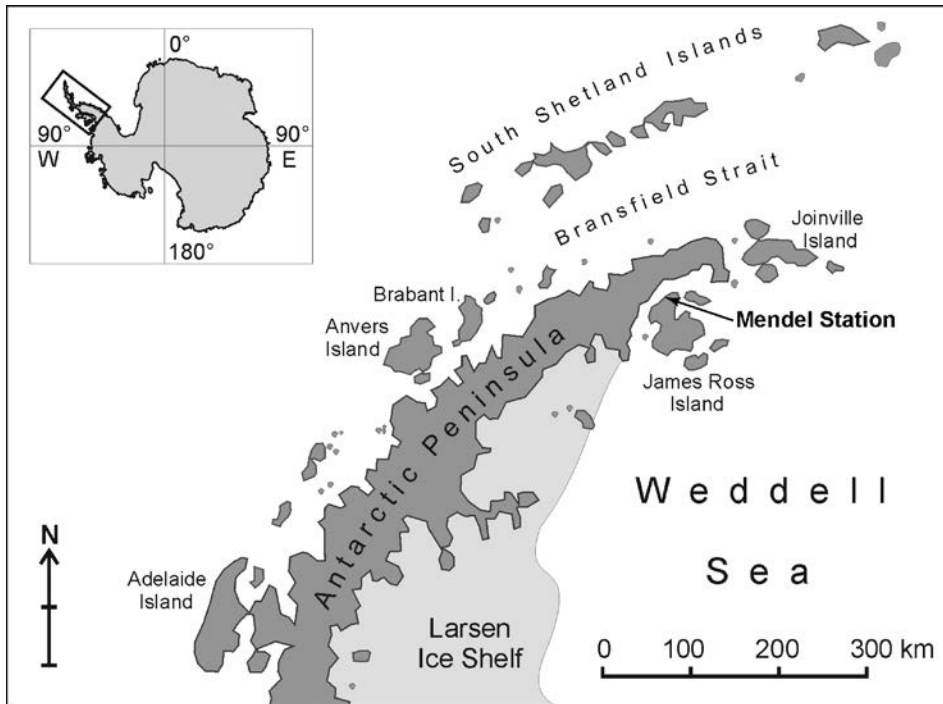 0°
90°
W
90°
E
180°
South Shetland Islands
Bransfield Strait
Joinville
Island
Brabant I.
Anvers
Island
Mendel Station
James Ross
Island
Antarctic Peninsula
Weddell
Sea
N
Adelaide
Island
Larsen
Ice Shelf
0 100 200 300 km